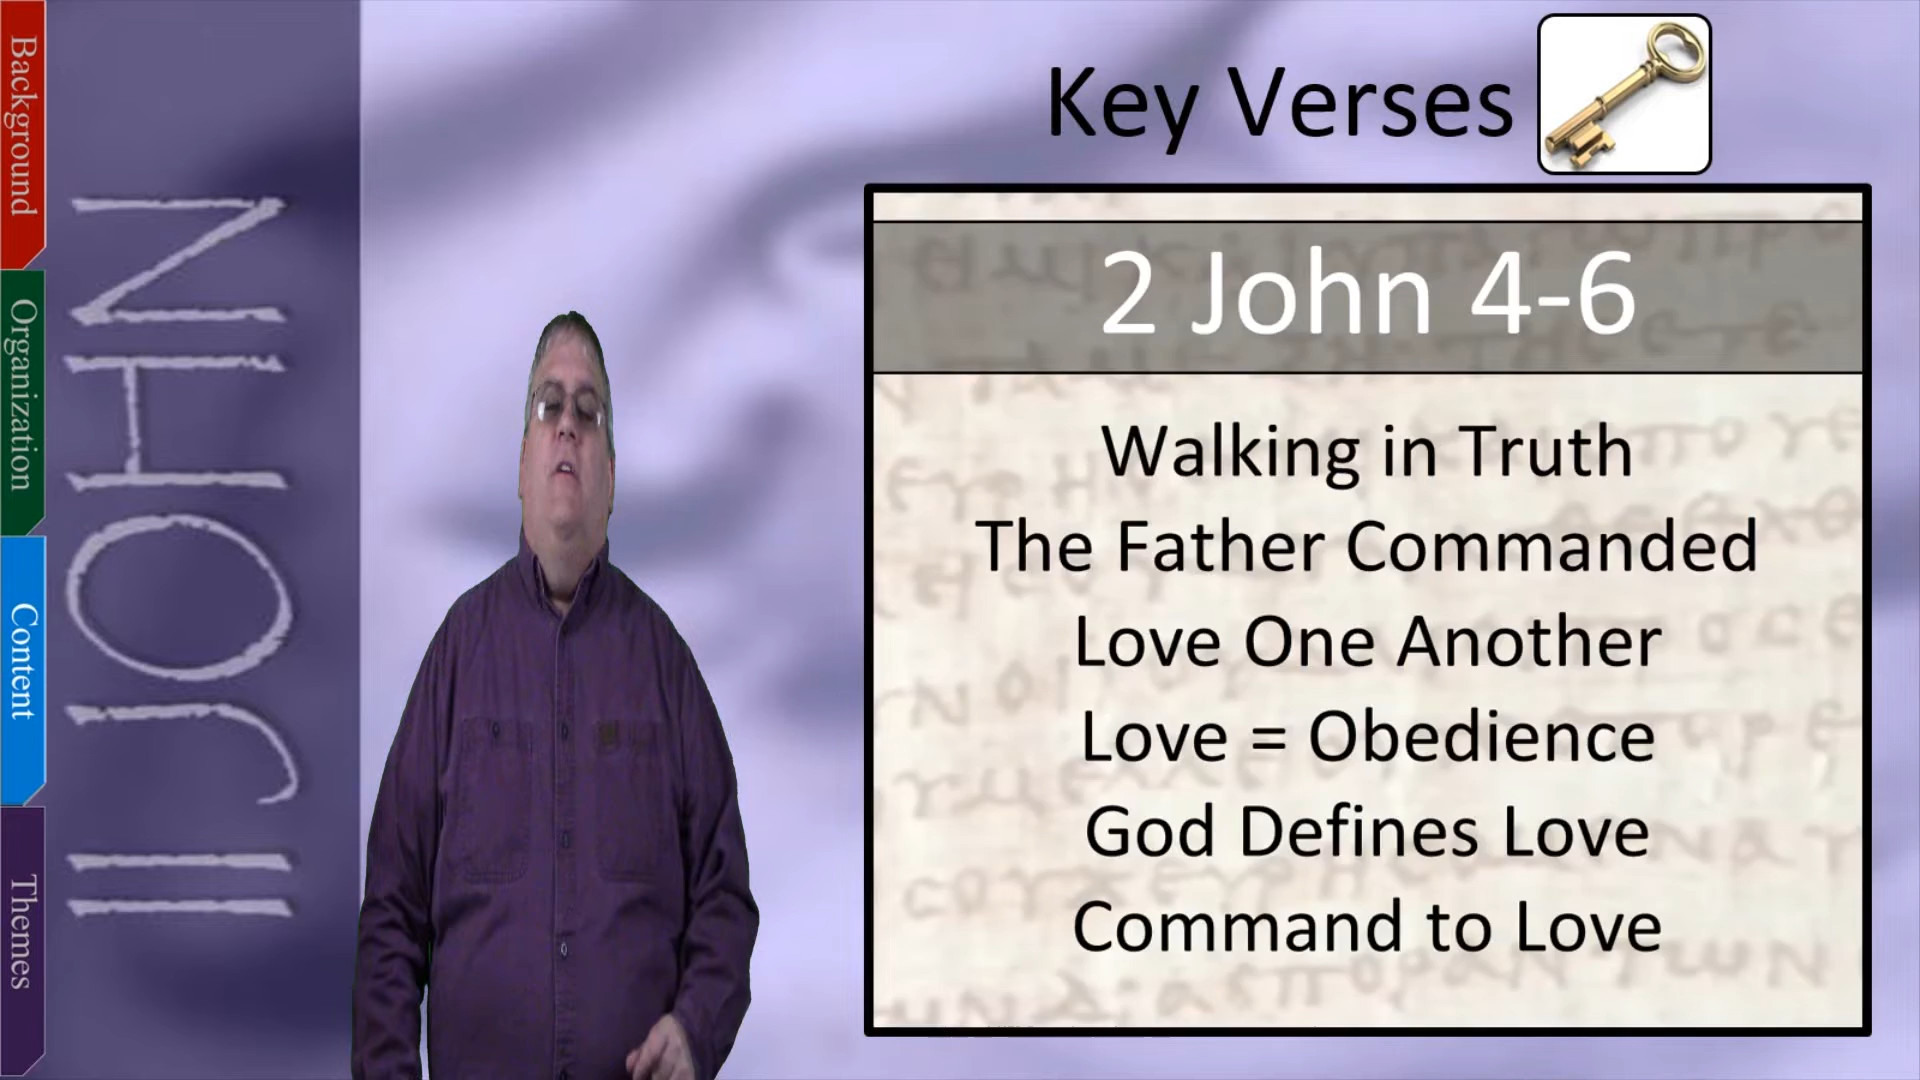 Background
Organization
Content
Themes
II JOHN
Key Verses
2 John 4-6
Walking in Truth
The Father Commanded
Love One Another
Love = Obedience
God Defines Love
Command to Love